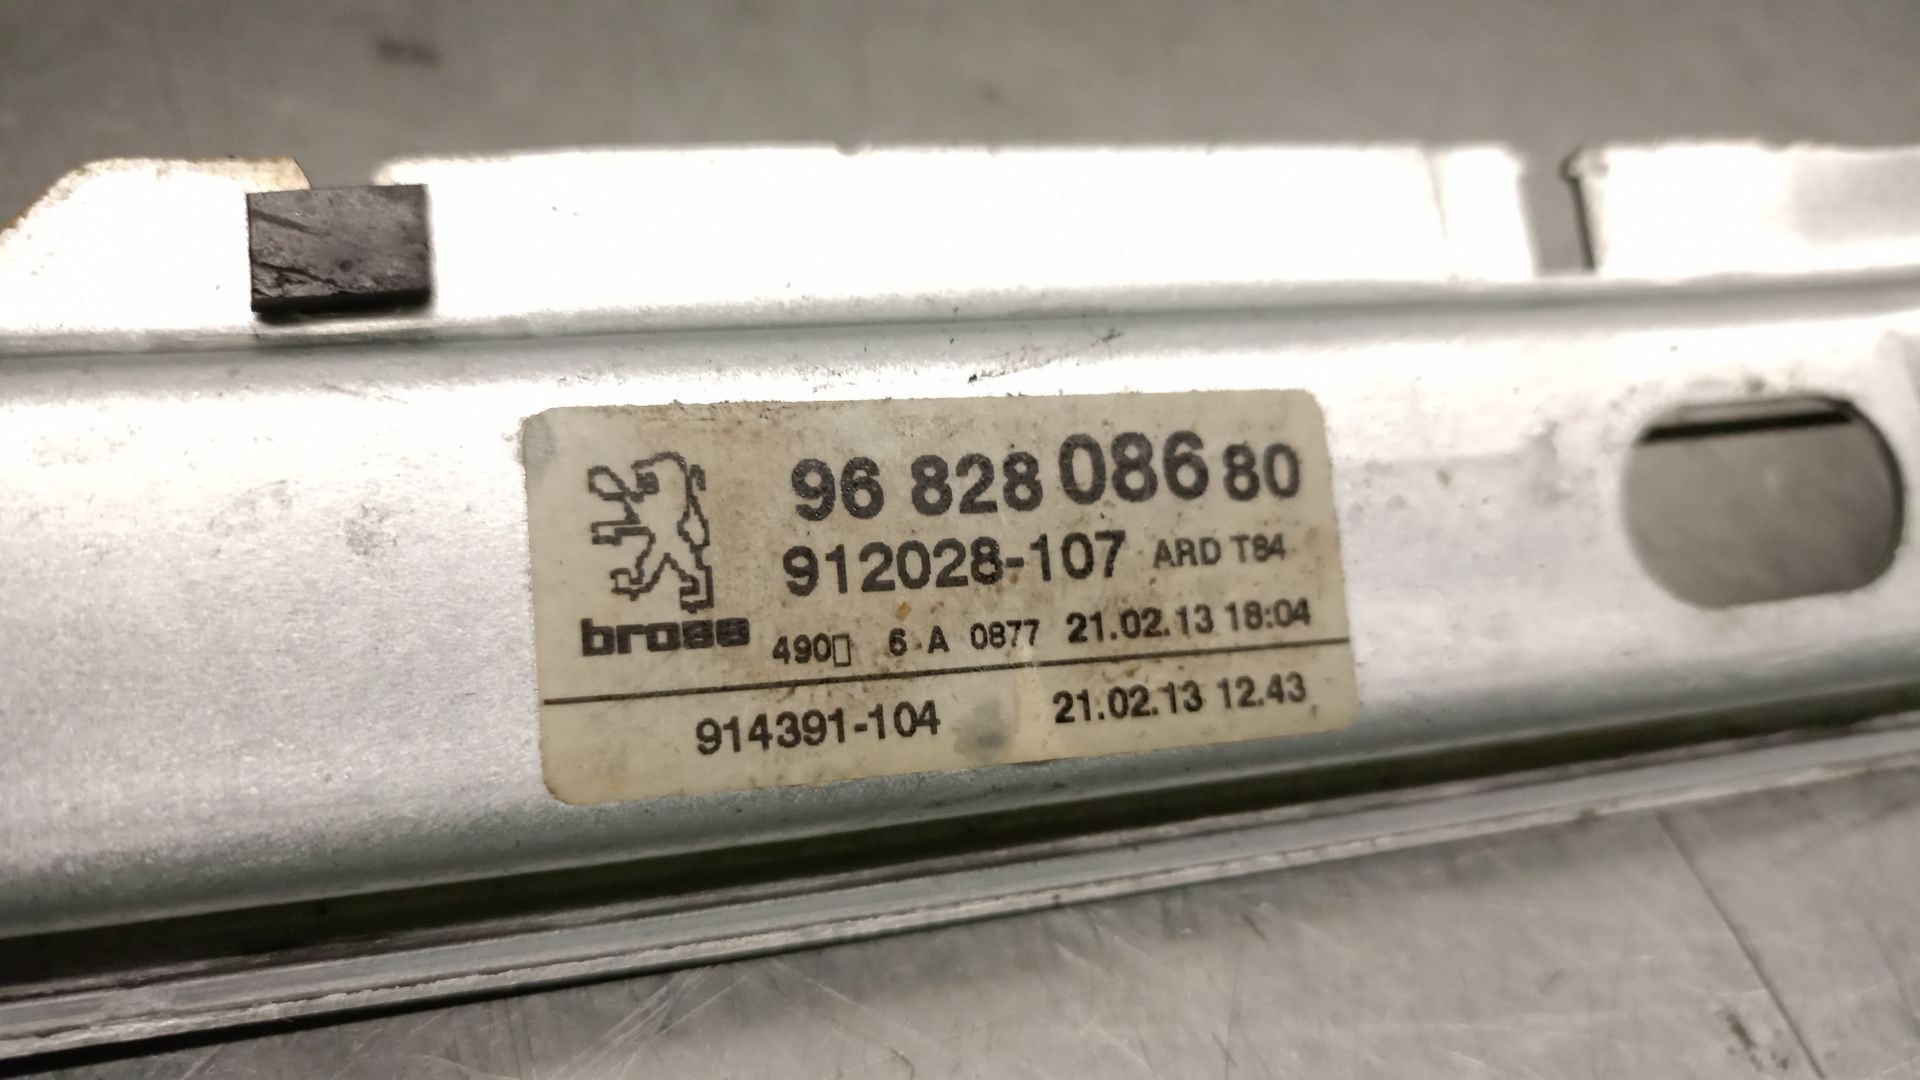 96 828 086 80
912028-107 ARD T84
brose 490▯ 6 A 0877 21.02.13 18:04
914391-104 21.02.13 12.43